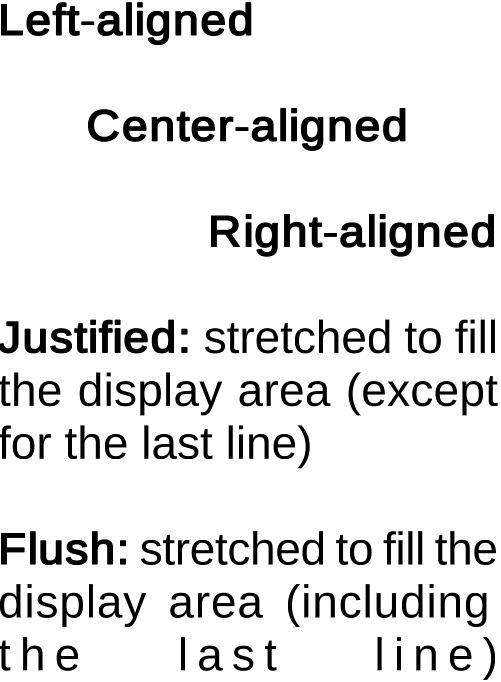 Left-aligned
Center-aligned
Right-aligned
Justified: stretched to fill
the display area (except
for the last line)
Flush: stretched to fill the
display area (including
the last line)